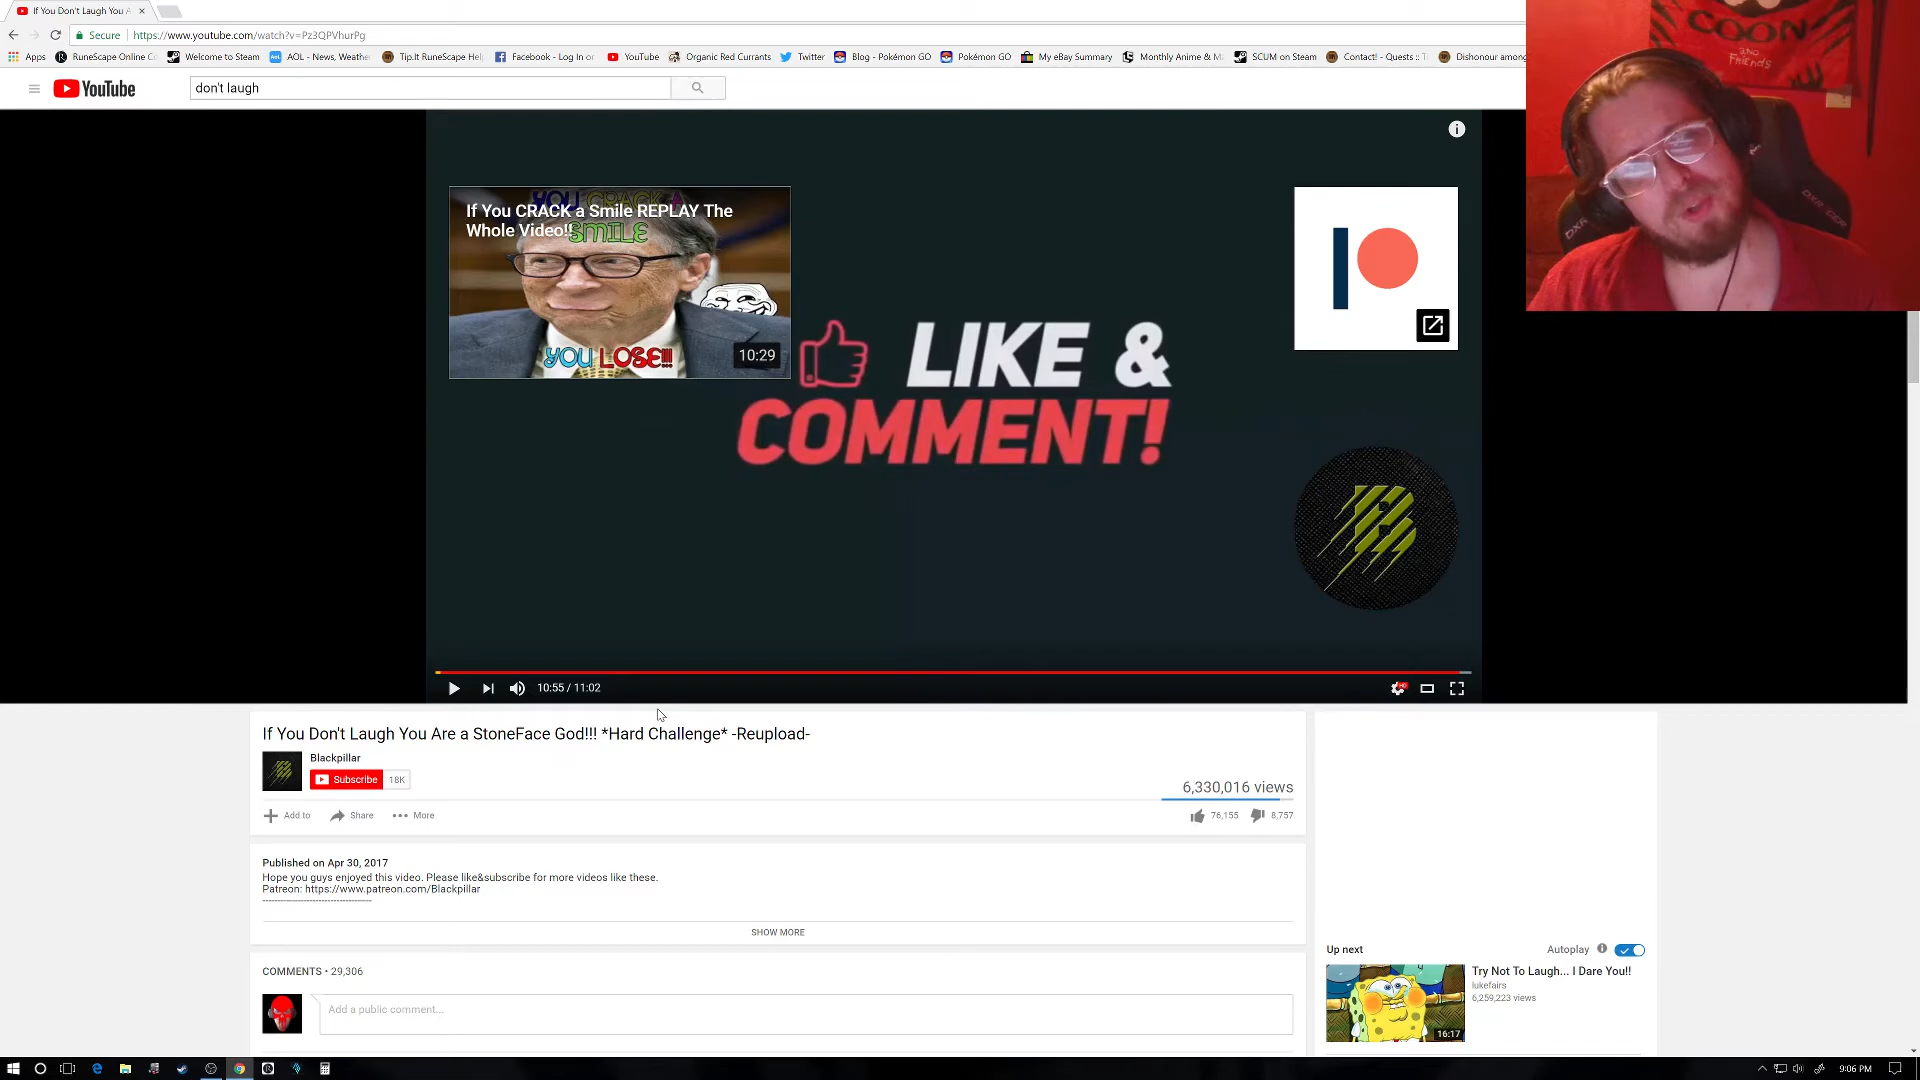 If You Don't Laugh You A
Secure https://www.youtube.com/watch?v=Pz3QPVhurPg
Apps RuneScape Online C Welcome to Steam AOL - News, Weathe Tip.It RuneScape Hel Facebook - Log In or YouTube Organic Red Currants Twitter Blog - Pokémon GO Pokémon GO My eBay Summary Monthly Anime & M SCUM on Steam Contact! - Quests :: T Dishonour among
YouTube
don't laugh
COON
and
Friends
If You CRACK a Smile REPLAY The
Whole Video!!
SMILE
YOU LOSE!!!
10:29
LIKE &
COMMENT!
10:55 / 11:02
HD
If You Don't Laugh You Are a StoneFace God!!! *Hard Challenge* -Reupload-
Blackpillar
Subscribe 18K
6,330,016 views
Add to Share More
76,155 8,757
Published on Apr 30, 2017
Hope you guys enjoyed this video. Please like&subscribe for more videos like these.
Patreon: https://www.patreon.com/Blackpillar
------------------------------------
SHOW MORE
COMMENTS • 29,306
Add a public comment...
Up next Autoplay
Try Not To Laugh... I Dare You!!
lukefairs
6,259,223 views
16:17
9:06 PM